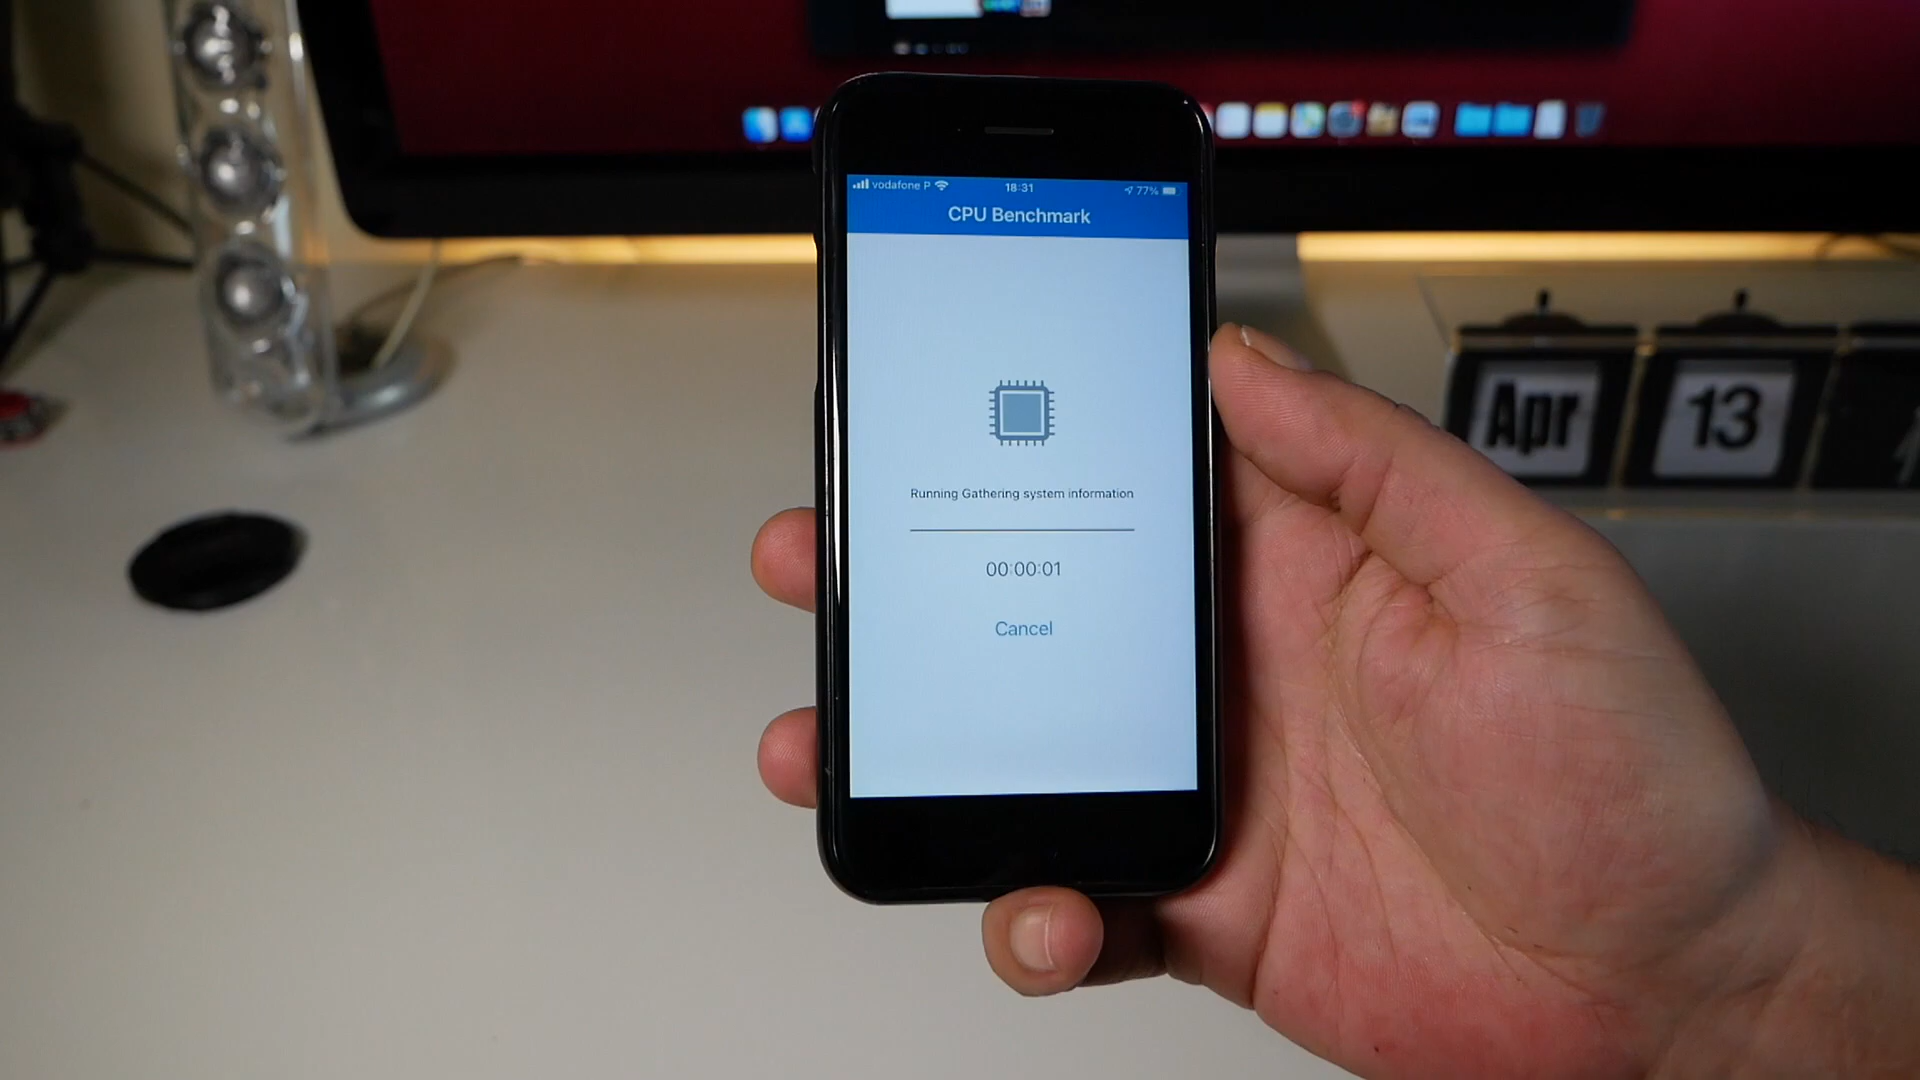 vodafone P 18:31 77%
CPU Benchmark
Running Gathering system information
00:00:01
Cancel
Apr 13